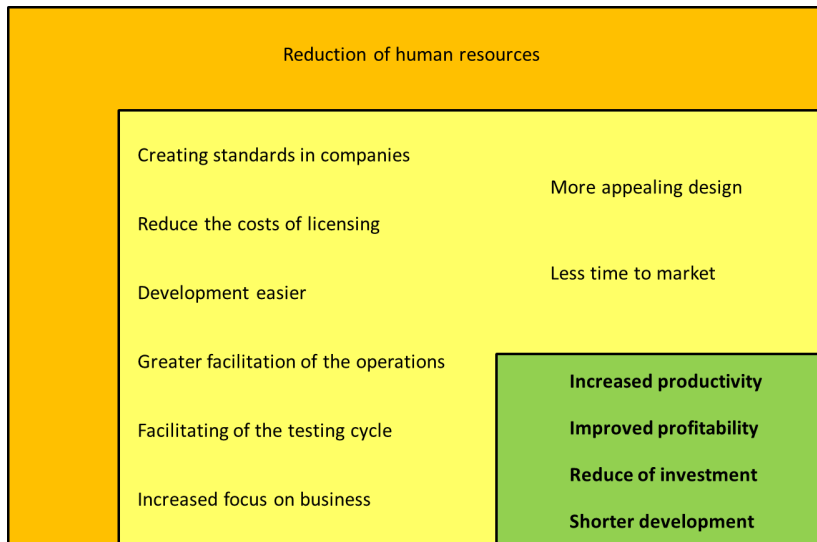 Reduction of human resources
Creating standards in companies
Reduce the costs of licensing
Development easier
Greater facilitation of the operations
Facilitating of the testing cycle
Increased focus on business
More appealing design
Less time to market
Increased productivity
Improved profitability
Reduce of investment
Shorter development